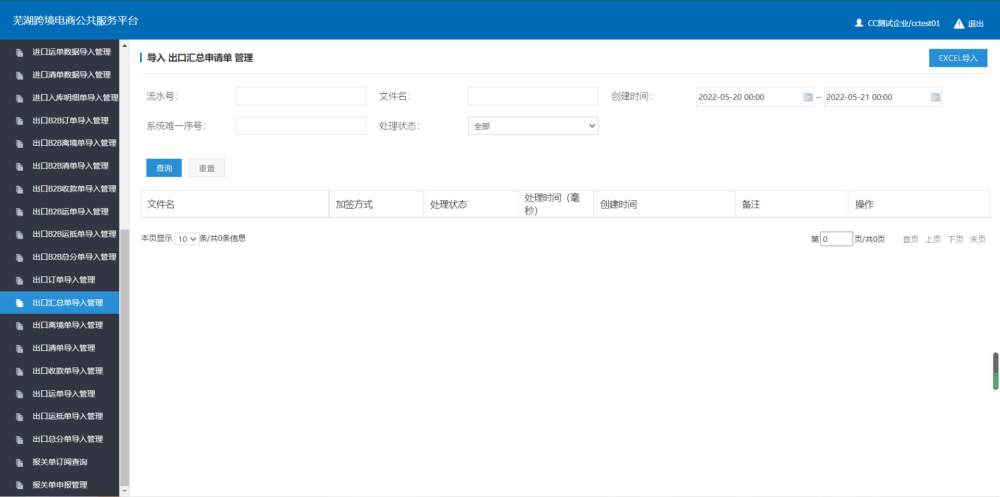 芜湖跨境电商公共服务平台
CC测试企业/cctest01
退出
进口运单数据导入管理
进口清单数据导入管理
进口入库明细单导入管理
出口B2B订单导入管理
出口B2B离境单导入管理
出口B2B清单导入管理
出口B2B收款单导入管理
出口B2B运单导入管理
出口B2B运抵单导入管理
出口B2B总分单导入管理
出口订单导入管理
出口汇总单导入管理
出口离境单导入管理
出口清单导入管理
出口收款单导入管理
出口运单导入管理
出口运抵单导入管理
出口总分单导入管理
报关单订阅查询
报关单申报管理
导入 出口汇总申请单 管理
EXCEL导入
流水号：
文件名：
创建时间：
2022-05-20 00:00 -- 2022-05-21 00:00
系统唯一序号：
处理状态：
全部
查询
重置
文件名
加签方式
处理状态
处理时间（毫
秒）
创建时间
备注
操作
本页显示 10 条/共0条信息
第 0 页/共0页 首页 上页 下页 末页